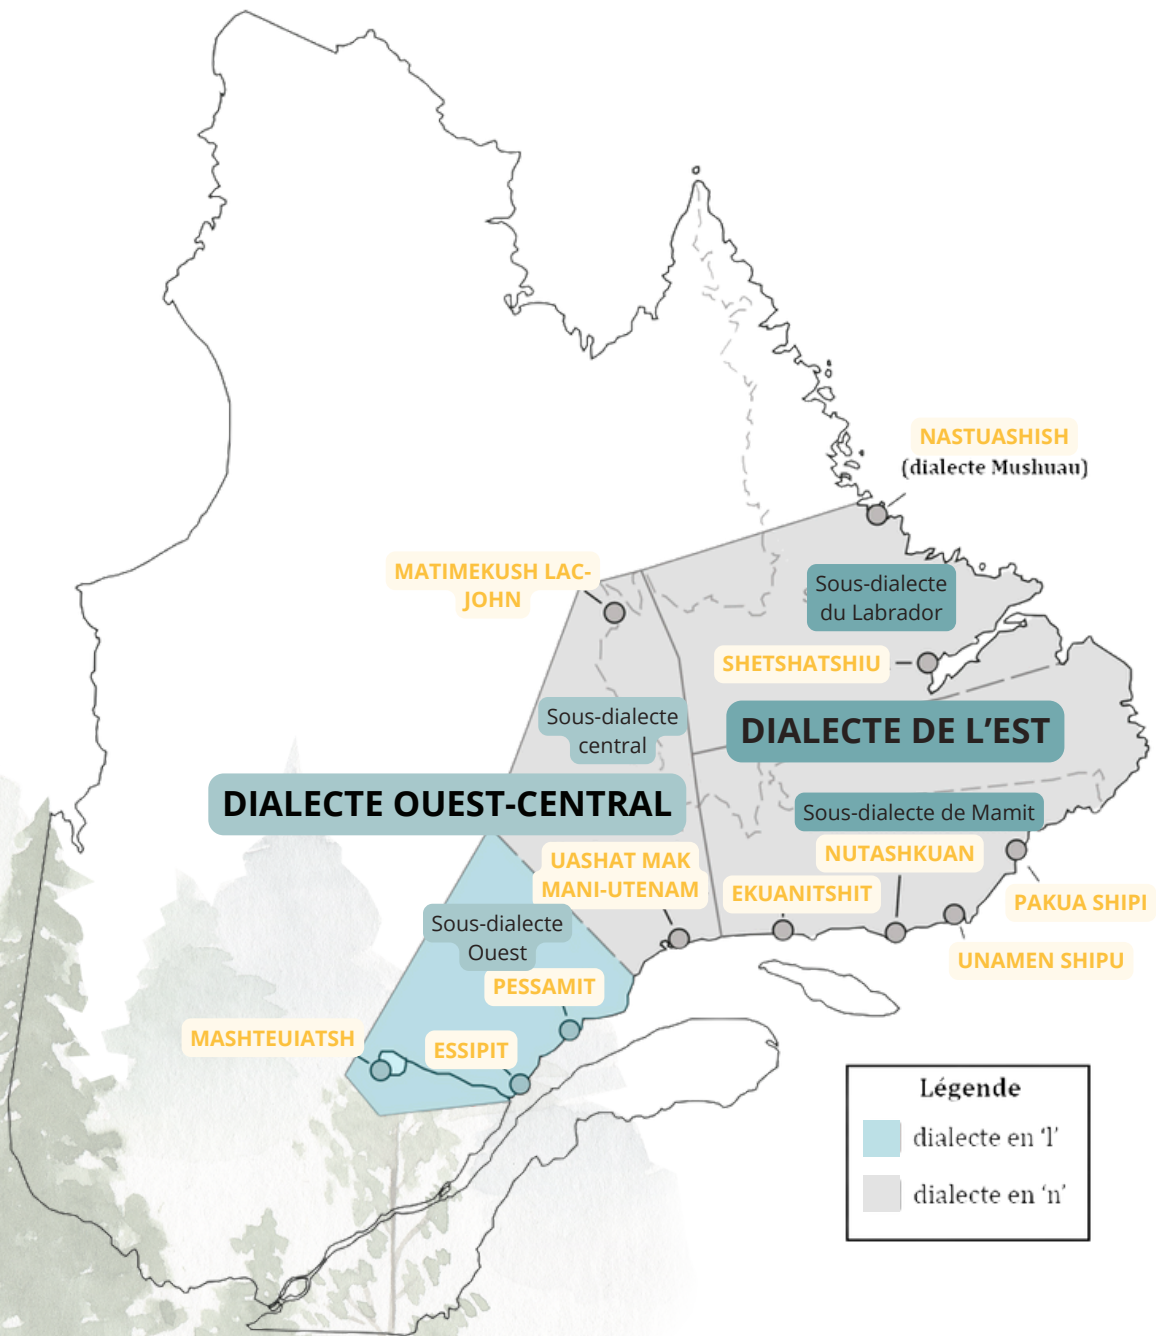 NASTUASHISH
(dialecte Mushuau)
MATIMEKUSH LAC-
JOHN
Sous-dialecte
du Labrador
SHETSHATSHIU
Sous-dialecte
central
DIALECTE DE L’EST
DIALECTE OUEST-CENTRAL
Sous-dialecte de Mamit
UASHAT MAK
MANI-UTENAM
NUTASHKUAN
EKUANITSHIT
PAKUA SHIPI
Sous-dialecte
Ouest
UNAMEN SHIPU
PESSAMIT
MASHTEUIATSH
ESSIPIT
Légende
dialecte en ‘l’
dialecte en ‘n’